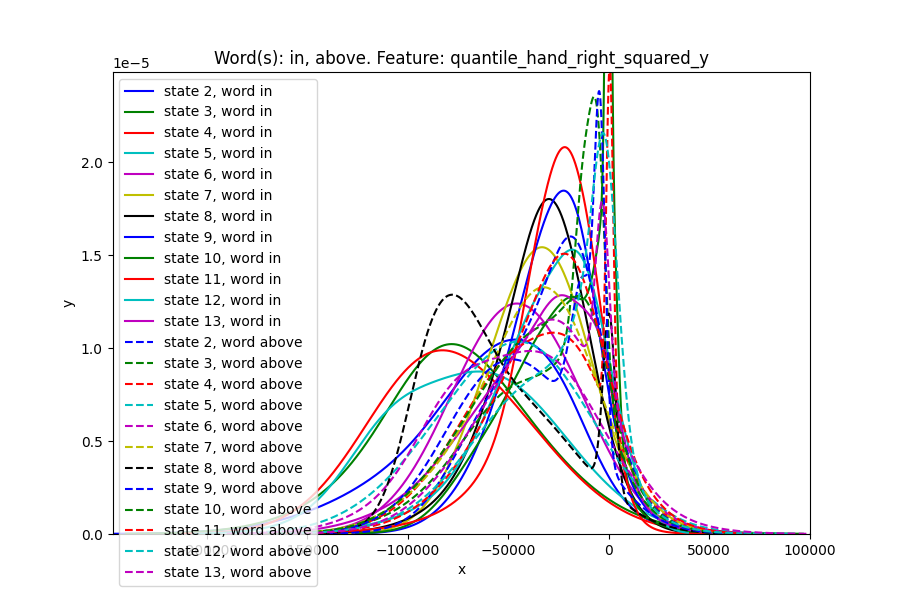 Word(s): in, above. Feature: quantile_hand_right_squared_y
1e−5
2.0
1.5
1.0
0.5
0.0
y
state 2, word in
state 3, word in
state 4, word in
state 5, word in
state 6, word in
state 7, word in
state 8, word in
state 9, word in
state 10, word in
state 11, word in
state 12, word in
state 13, word in
state 2, word above
state 3, word above
state 4, word above
state 5, word above
state 6, word above
state 7, word above
state 8, word above
state 9, word above
state 10, word above
state 11, word above
state 12, word above
state 13, word above
−100000 −50000 0 50000 100000
x